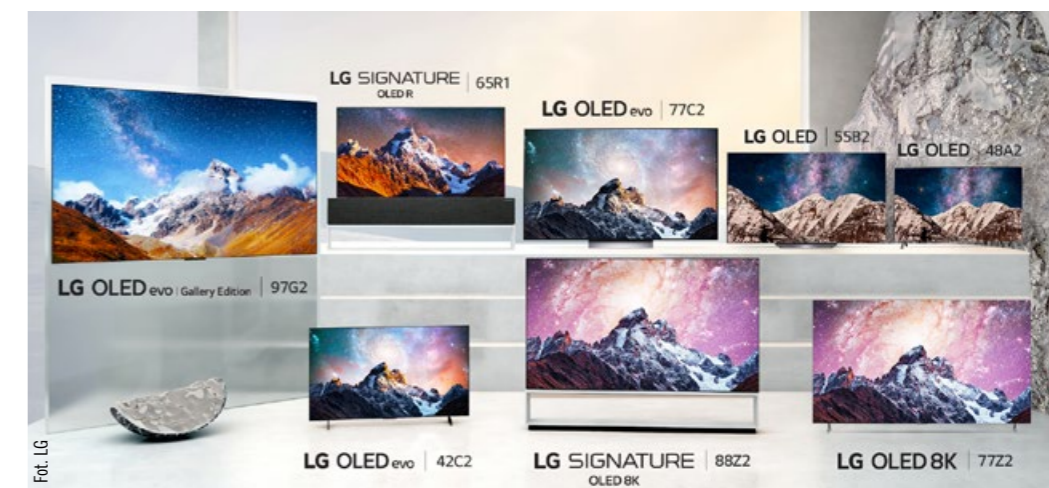 LG SIGNATURE | 65R1
OLED R
LG OLED evo | 77C2
LG OLED | 55B2
LG OLED | 48A2
LG OLED evo | Gallery Edition | 97G2
LG OLED evo | 42C2
LG SIGNATURE | 88Z2
OLED 8K
LG OLED 8K | 77Z2
Fot. LG